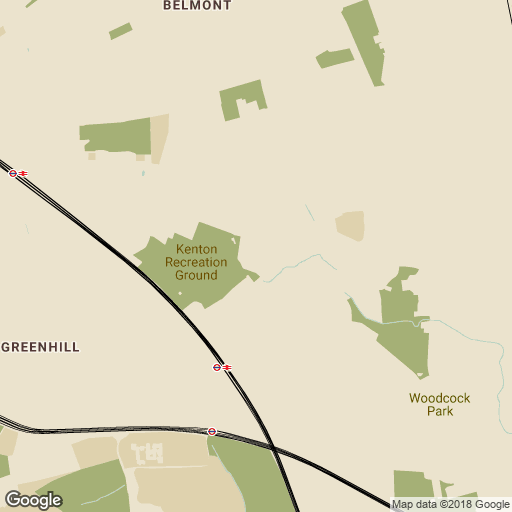 BELMONT
Kenton
Recreation
Ground
GREENHILL
Woodcock
Park
Google
Map data ©2018 Google